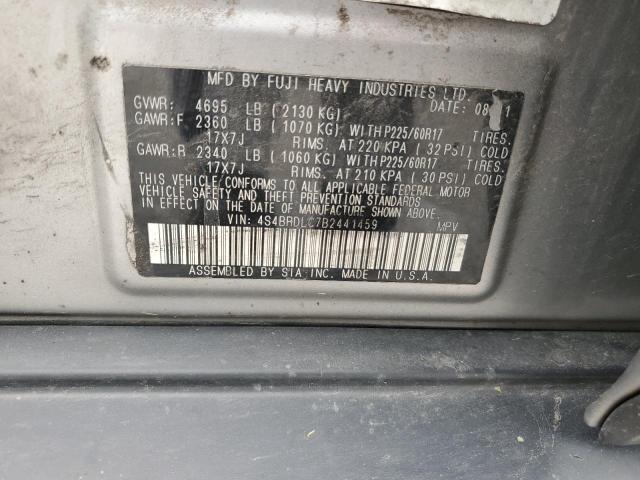 MFD BY FUJI HEAVY INDUSTRIES LTD.
GVWR: 4695 LB ( 2130 KG) DATE: 08 1
GAWR:F 2360 LB ( 1070 KG) WITH P225/60R17 TIRES.
17X7J RIMS. AT 220 KPA ( 32 PSI) COLD
GAWR:R 2340 LB ( 1060 KG) WITH P225/60R17 TIRES.
17X7J RIMS. AT 210 KPA ( 30 PSI) COLD
THIS VEHICLE CONFORMS TO ALL APPLICABLE FEDERAL MOTOR
VEHICLE SAFETY AND THEFT PREVENTION STANDARDS
IN EFFECT ON THE DATE OF MANUFACTURE SHOWN ABOVE.
VIN: 4S4BRDLC7B2441459 MPV
ASSEMBLED BY SIA INC. MADE IN U.S.A.